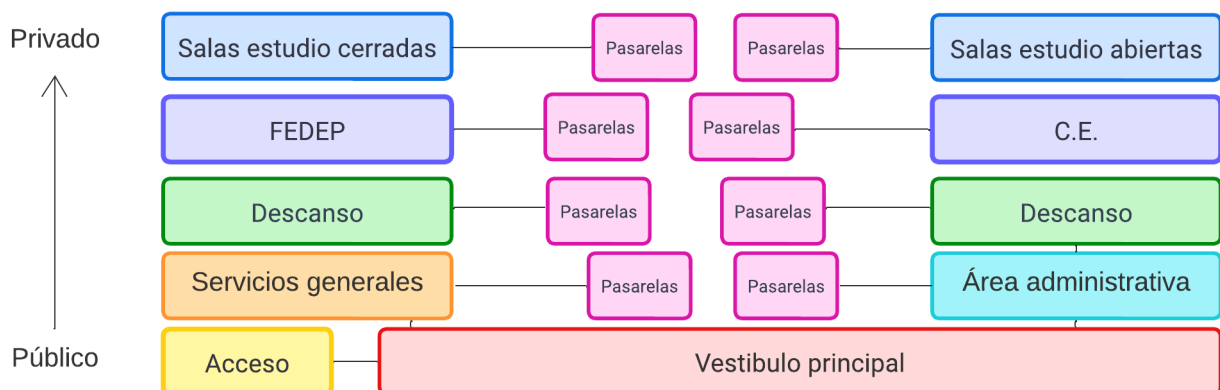 Privado
Salas estudio cerradas
Pasarelas
Pasarelas
Salas estudio abiertas
FEDEP
Pasarelas
Pasarelas
C.E.
Descanso
Pasarelas
Pasarelas
Descanso
Servicios generales
Pasarelas
Pasarelas
Área administrativa
Público
Acceso
Vestibulo principal